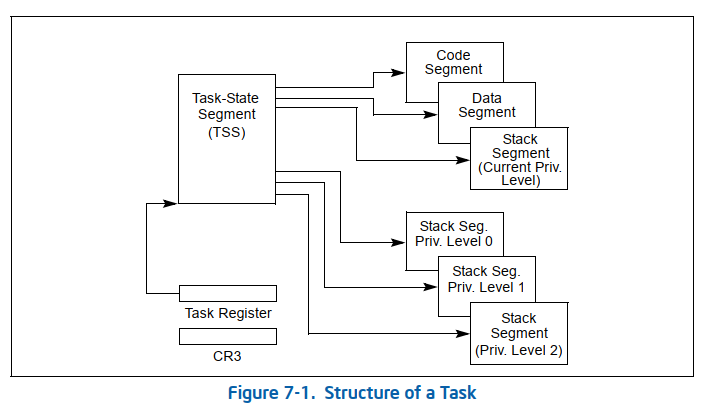 Task-State
Segment
(TSS)
Code
Segment
Data
Segment
Stack
Segment
(Current Priv.
Level)
Stack Seg.
Priv. Level 0
Stack Seg.
Priv. Level 1
Stack
Segment
(Priv. Level 2)
Task Register
CR3
Figure 7-1. Structure of a Task